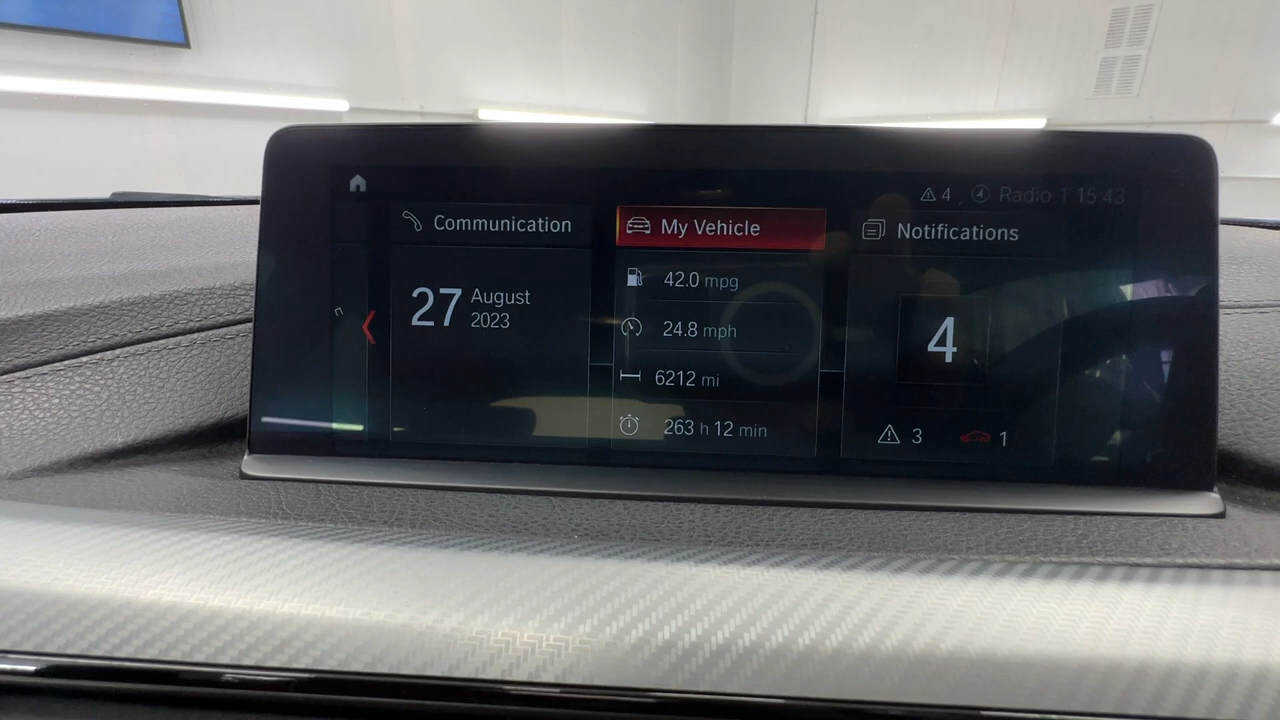 4 Radio 1 15:43
Communication
27 August
2023
My Vehicle
42.0 mpg
24.8 mph
6212 mi
263 h 12 min
Notifications
4
3 1